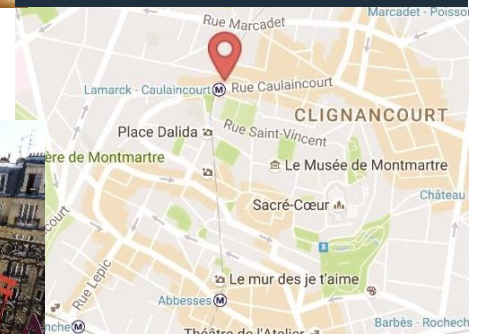 Rue Marcadet
Marcadet - Poisso
Lamarck - Caulaincourt
M
Rue Caulaincourt
CLIGNANCOURT
Place Dalida
Rue Saint-Vincent
ère de Montmartre
Le Musée de Montmartre
Château
Sacré-Cœur
court
Rue Lepic
Le mur des je t'aime
Abbesses
M
nche
M
Théâtre de l'Atelier
Barbès - Rochech